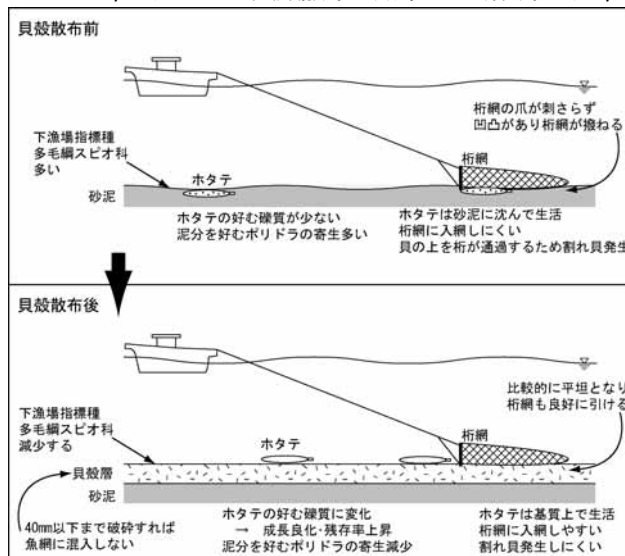 貝殻散布前
桁網の爪が刺さらず
凹凸があり桁網が撥ねる
下漁場指標種
多毛綱スピオ科
多い
ホタテ
桁網
砂泥
ホタテの好む礫質が少ない
泥分を好むポリドラの寄生多い
ホタテは砂泥に沈んで生活
桁網に入網しにくい
貝の上を桁が通過するため割れ貝発生
貝殻散布後
比較的に平坦となり
桁網も良好に引ける
下漁場指標種
多毛綱スピオ科
減少する
ホタテ
桁網
貝殻層
砂泥
40mm以下まで破砕すれば
魚網に混入しない
ホタテの好む礫質に変化
→ 成長良化・残存率上昇
泥分を好むポリドラの寄生減少
ホタテは基質上で生活
桁網に入網しやすい
割れ貝発生しにくい